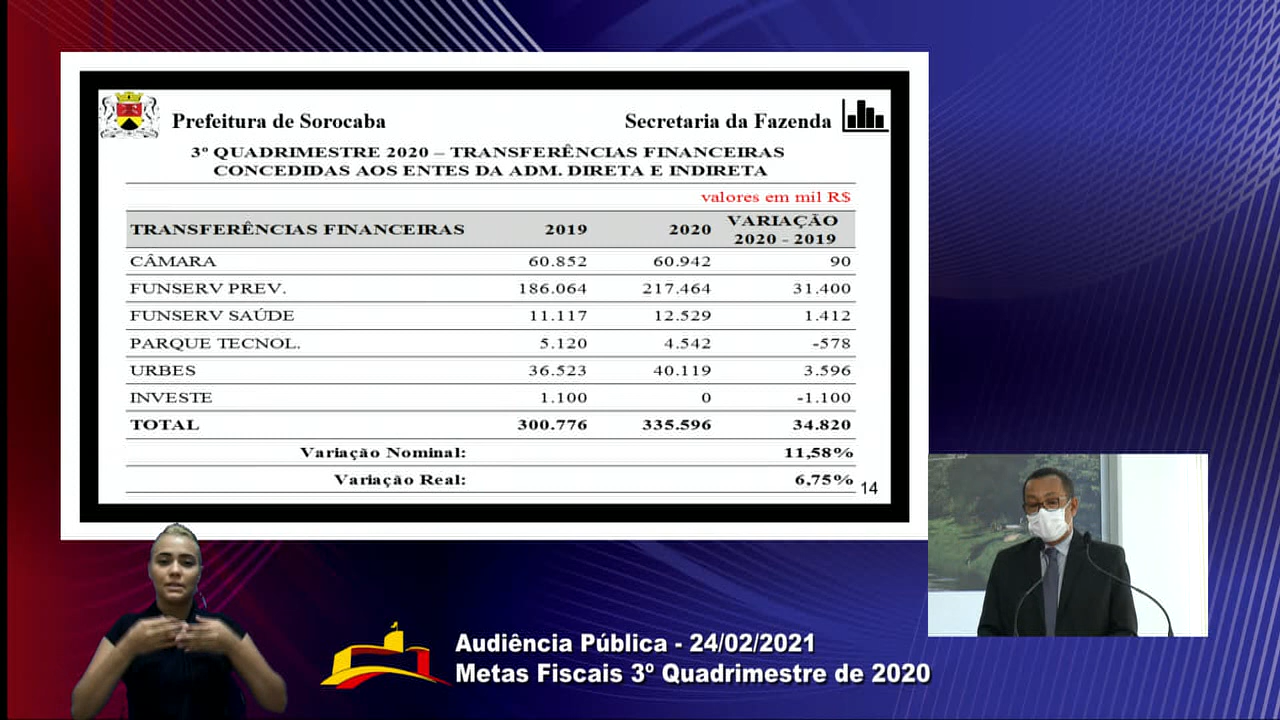 Prefeitura de Sorocaba
Secretaria da Fazenda
3º QUADRIMESTRE 2020 – TRANSFERÊNCIAS FINANCEIRAS
CONCEDIDAS AOS ENTES DA ADM. DIRETA E INDIRETA
valores em mil R$
TRANSFERÊNCIAS FINANCEIRAS 2019 2020 VARIAÇÃO 2020 - 2019
CÂMARA 60.852 60.942 90
FUNSERV PREV. 186.064 217.464 31.400
FUNSERV SAÚDE 11.117 12.529 1.412
PARQUE TECNOL. 5.120 4.542 -578
URBES 36.523 40.119 3.596
INVESTE 1.100 0 -1.100
TOTAL 300.776 335.596 34.820
Variação Nominal: 11,58%
Variação Real: 6,75%
14
Audiência Pública - 24/02/2021
Metas Fiscais 3º Quadrimestre de 2020